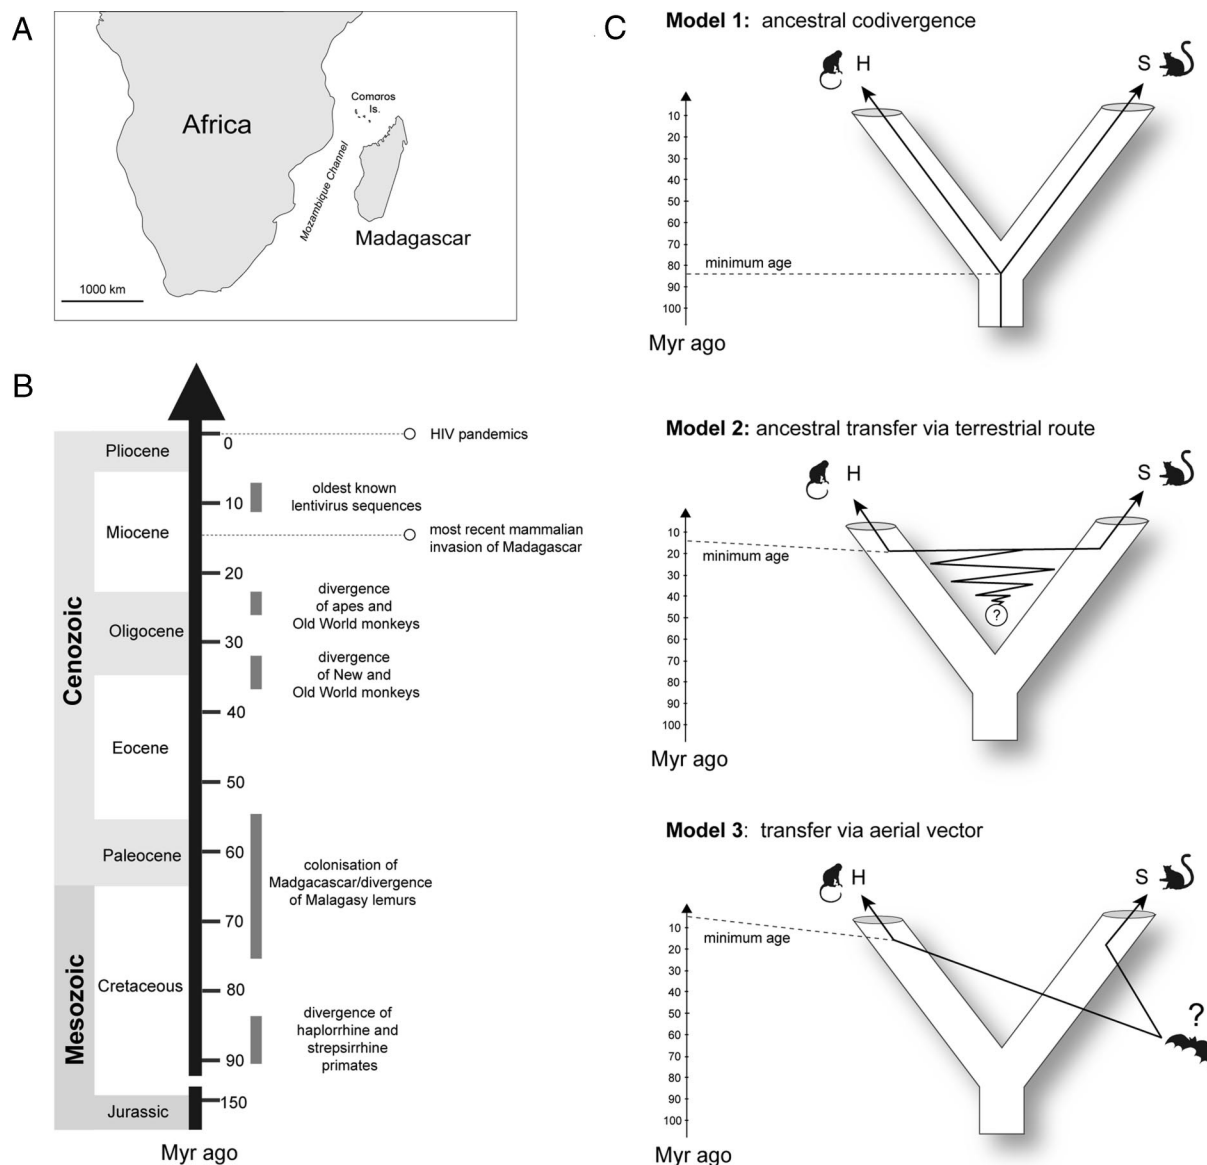 A
Africa
Comoros
Is.
Mozambique Channel
Madagascar
1000 km
B
Cenozoic
Mesozoic
Pliocene
Miocene
Oligocene
Eocene
Paleocene
Cretaceous
Jurassic
0
10
20
30
40
50
60
70
80
90
150
Myr ago
HIV pandemics
oldest known
lentivirus sequences
most recent mammalian
invasion of Madagascar
divergence
of apes and
Old World monkeys
divergence
of New and
Old World monkeys
colonisation of
Madgacascar/divergence
of Malagasy lemurs
divergence of
haplorrhine and
strepsirrhine
primates
C
Model 1: ancestral codivergence
H
S
10
20
30
40
50
60
70
80
90
100
minimum age
Myr ago
Model 2: ancestral transfer via terrestrial route
H
S
10
20
30
40
50
60
70
80
90
100
minimum age
?
Myr ago
Model 3: transfer via aerial vector
H
S
10
20
30
40
50
60
70
80
90
100
minimum age
?
Myr ago